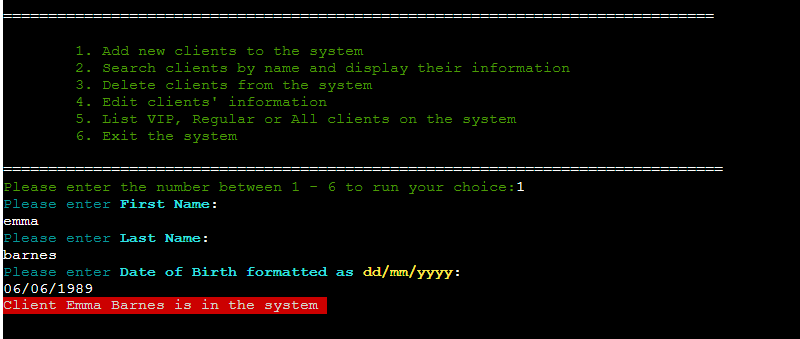 ===============================================================================
1. Add new clients to the system
2. Search clients by name and display their information
3. Delete clients from the system
4. Edit clients' information
5. List VIP, Regular or All clients on the system
6. Exit the system
================================================================================
Please enter the number between 1 - 6 to run your choice:1
Please enter First Name:
emma
Please enter Last Name:
barnes
Please enter Date of Birth formatted as dd/mm/yyyy:
06/06/1989
Client Emma Barnes is in the system